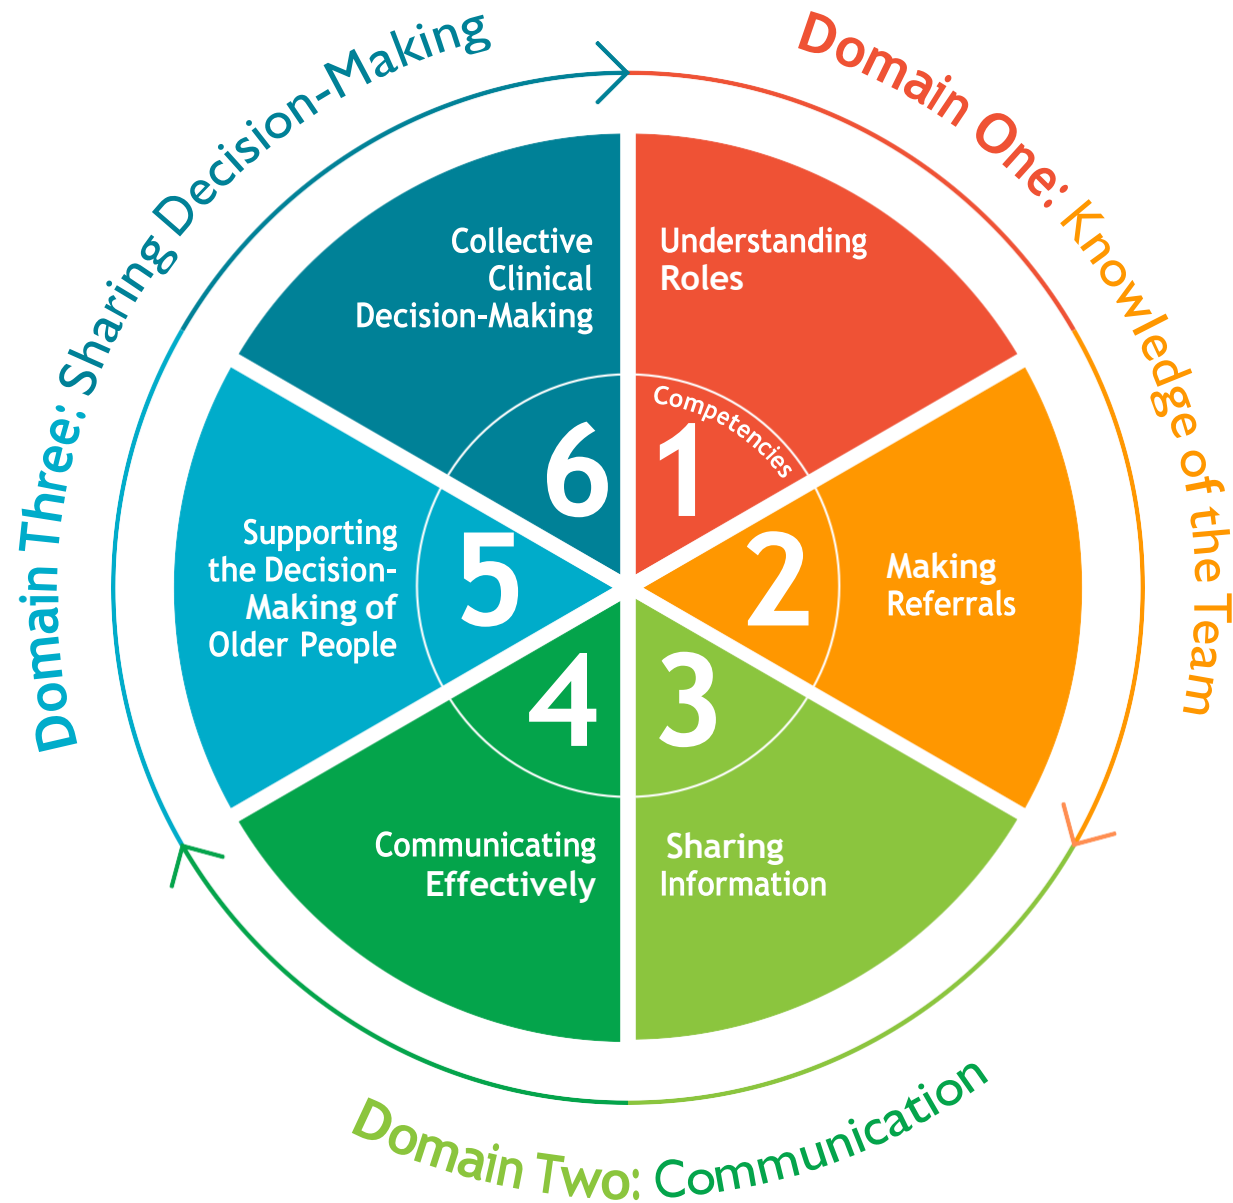 Domain One: Knowledge of the Team
Understanding
Roles
Competencies
1
2
Making
Referrals
3
Sharing
Information
Domain Two: Communication
4
Communicating
Effectively
Domain Three: Sharing Decision-Making
5
Supporting
the Decision-
Making of
Older People
6
Collective
Clinical
Decision-Making